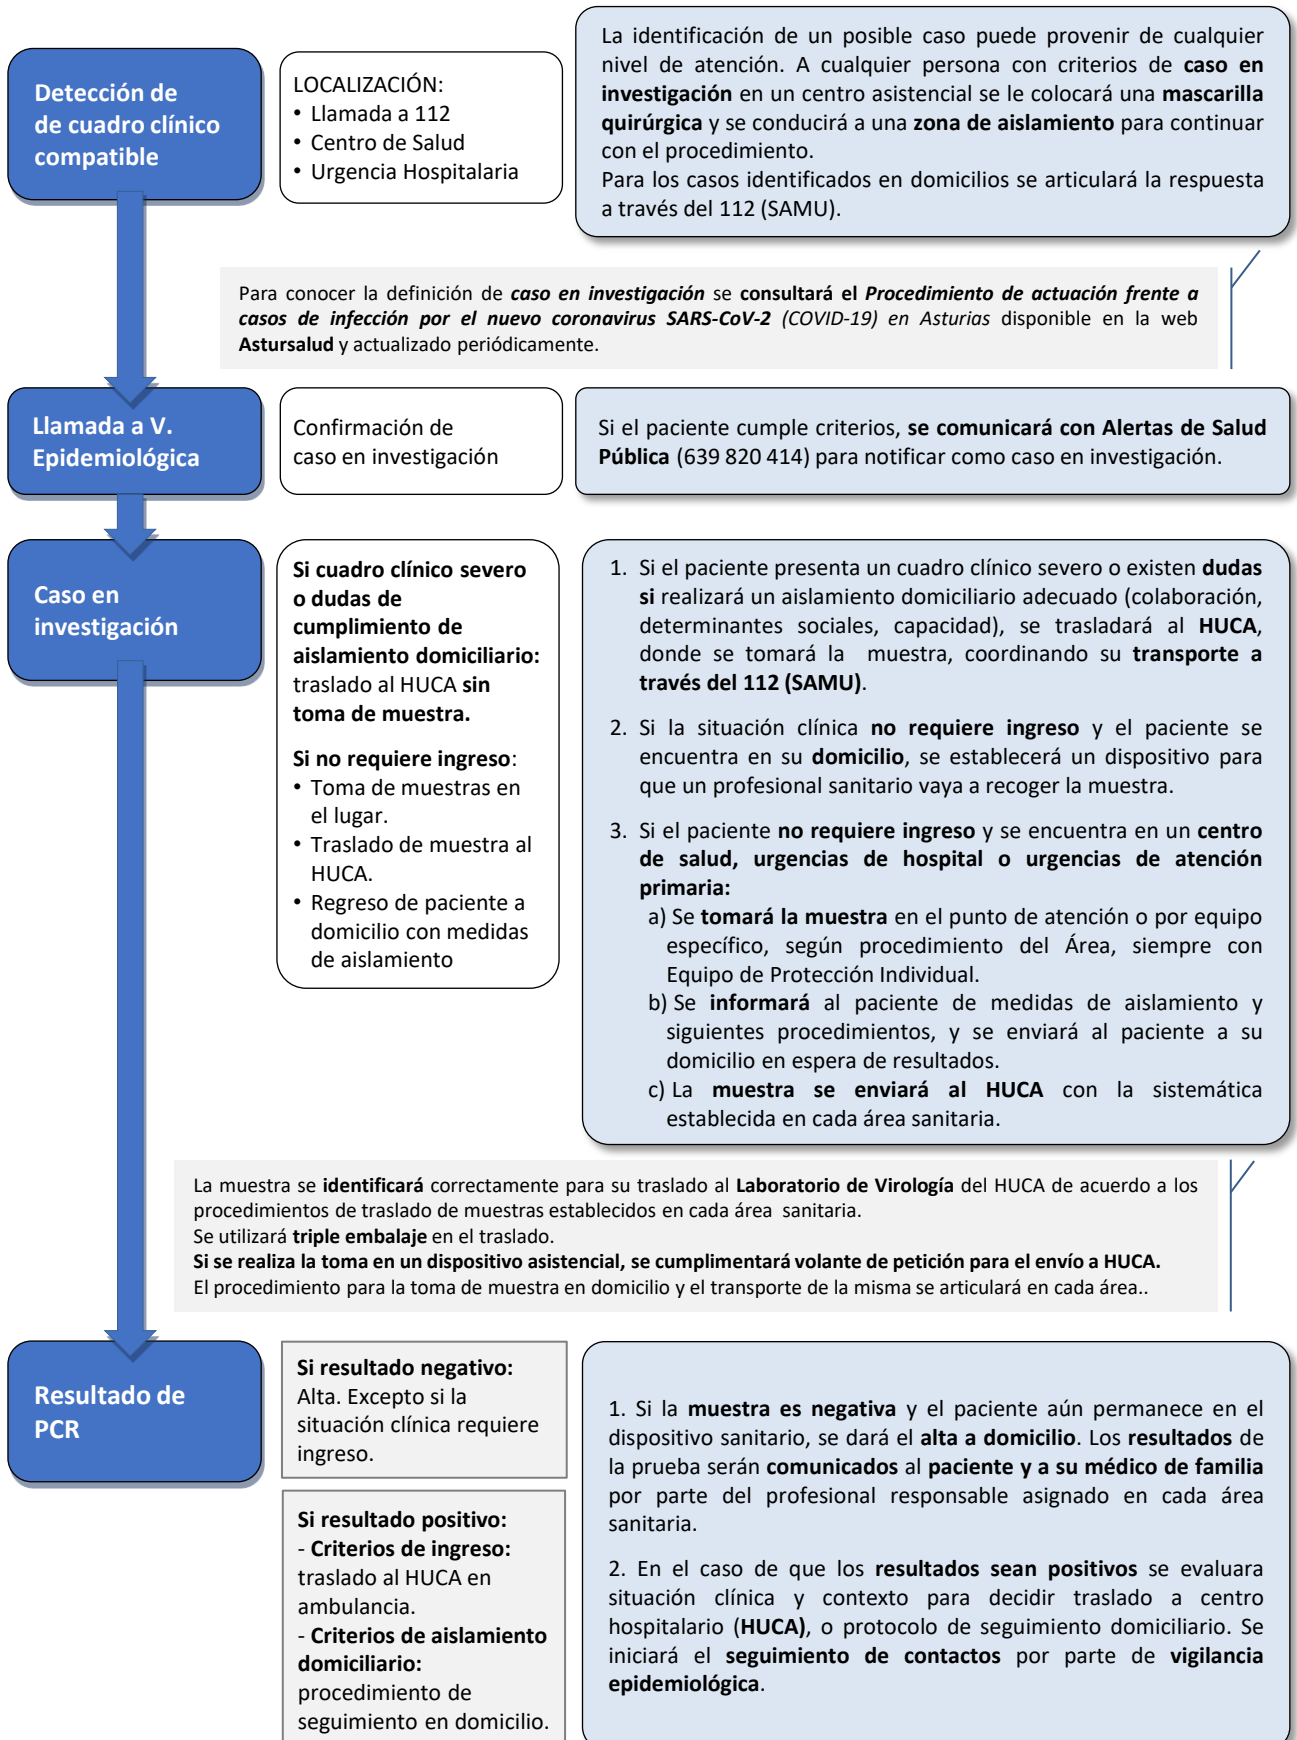 Detección de
de cuadro clínico
compatible
LOCALIZACIÓN:
• Llamada a 112
• Centro de Salud
• Urgencia Hospitalaria
La identificación de un posible caso puede provenir de cualquier
nivel de atención. A cualquier persona con criterios de caso en
investigación en un centro asistencial se le colocará una mascarilla
quirúrgica y se conducirá a una zona de aislamiento para continuar
con el procedimiento.
Para los casos identificados en domicilios se articulará la respuesta
a través del 112 (SAMU).
Para conocer la definición de caso en investigación se consultará el Procedimiento de actuación frente a
casos de infección por el nuevo coronavirus SARS-CoV-2 (COVID-19) en Asturias disponible en la web
Astursalud y actualizado periódicamente.
Llamada a V.
Epidemiológica
Confirmación de
caso en investigación
Si el paciente cumple criterios, se comunicará con Alertas de Salud
Pública (639 820 414) para notificar como caso en investigación.
Caso en
investigación
Si cuadro clínico severo
o dudas de
cumplimiento de
aislamiento domiciliario:
traslado al HUCA sin
toma de muestra.
Si no requiere ingreso:
• Toma de muestras en
el lugar.
• Traslado de muestra al
HUCA.
• Regreso de paciente a
domicilio con medidas
de aislamiento
1. Si el paciente presenta un cuadro clínico severo o existen dudas
si realizará un aislamiento domiciliario adecuado (colaboración,
determinantes sociales, capacidad), se trasladará al HUCA,
donde se tomará la muestra, coordinando su transporte a
través del 112 (SAMU).
2. Si la situación clínica no requiere ingreso y el paciente se
encuentra en su domicilio, se establecerá un dispositivo para
que un profesional sanitario vaya a recoger la muestra.
3. Si el paciente no requiere ingreso y se encuentra en un centro
de salud, urgencias de hospital o urgencias de atención
primaria:
a) Se tomará la muestra en el punto de atención o por equipo
específico, según procedimiento del Área, siempre con
Equipo de Protección Individual.
b) Se informará al paciente de medidas de aislamiento y
siguientes procedimientos, y se enviará al paciente a su
domicilio en espera de resultados.
c) La muestra se enviará al HUCA con la sistemática
establecida en cada área sanitaria.
La muestra se identificará correctamente para su traslado al Laboratorio de Virología del HUCA de acuerdo a los
procedimientos de traslado de muestras establecidos en cada área sanitaria.
Se utilizará triple embalaje en el traslado.
Si se realiza la toma en un dispositivo asistencial, se cumplimentará volante de petición para el envío a HUCA.
El procedimiento para la toma de muestra en domicilio y el transporte de la misma se articulará en cada área..
Resultado de
PCR
Si resultado negativo:
Alta. Excepto si la
situación clínica requiere
ingreso.
Si resultado positivo:
- Criterios de ingreso:
traslado al HUCA en
ambulancia.
- Criterios de aislamiento
domiciliario:
procedimiento de
seguimiento en domicilio.
1. Si la muestra es negativa y el paciente aún permanece en el
dispositivo sanitario, se dará el alta a domicilio. Los resultados de
la prueba serán comunicados al paciente y a su médico de familia
por parte del profesional responsable asignado en cada área
sanitaria.
2. En el caso de que los resultados sean positivos se evaluara
situación clínica y contexto para decidir traslado a centro
hospitalario (HUCA), o protocolo de seguimiento domiciliario. Se
iniciará el seguimiento de contactos por parte de vigilancia
epidemiológica.